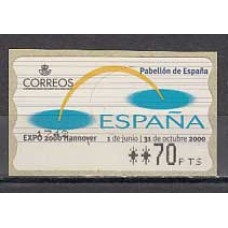 CORREOS
Pabellón de España
ESPAÑA
EXPO 2000 Hannover 1 de junio | 31 de octubre 2000
**70 PTS